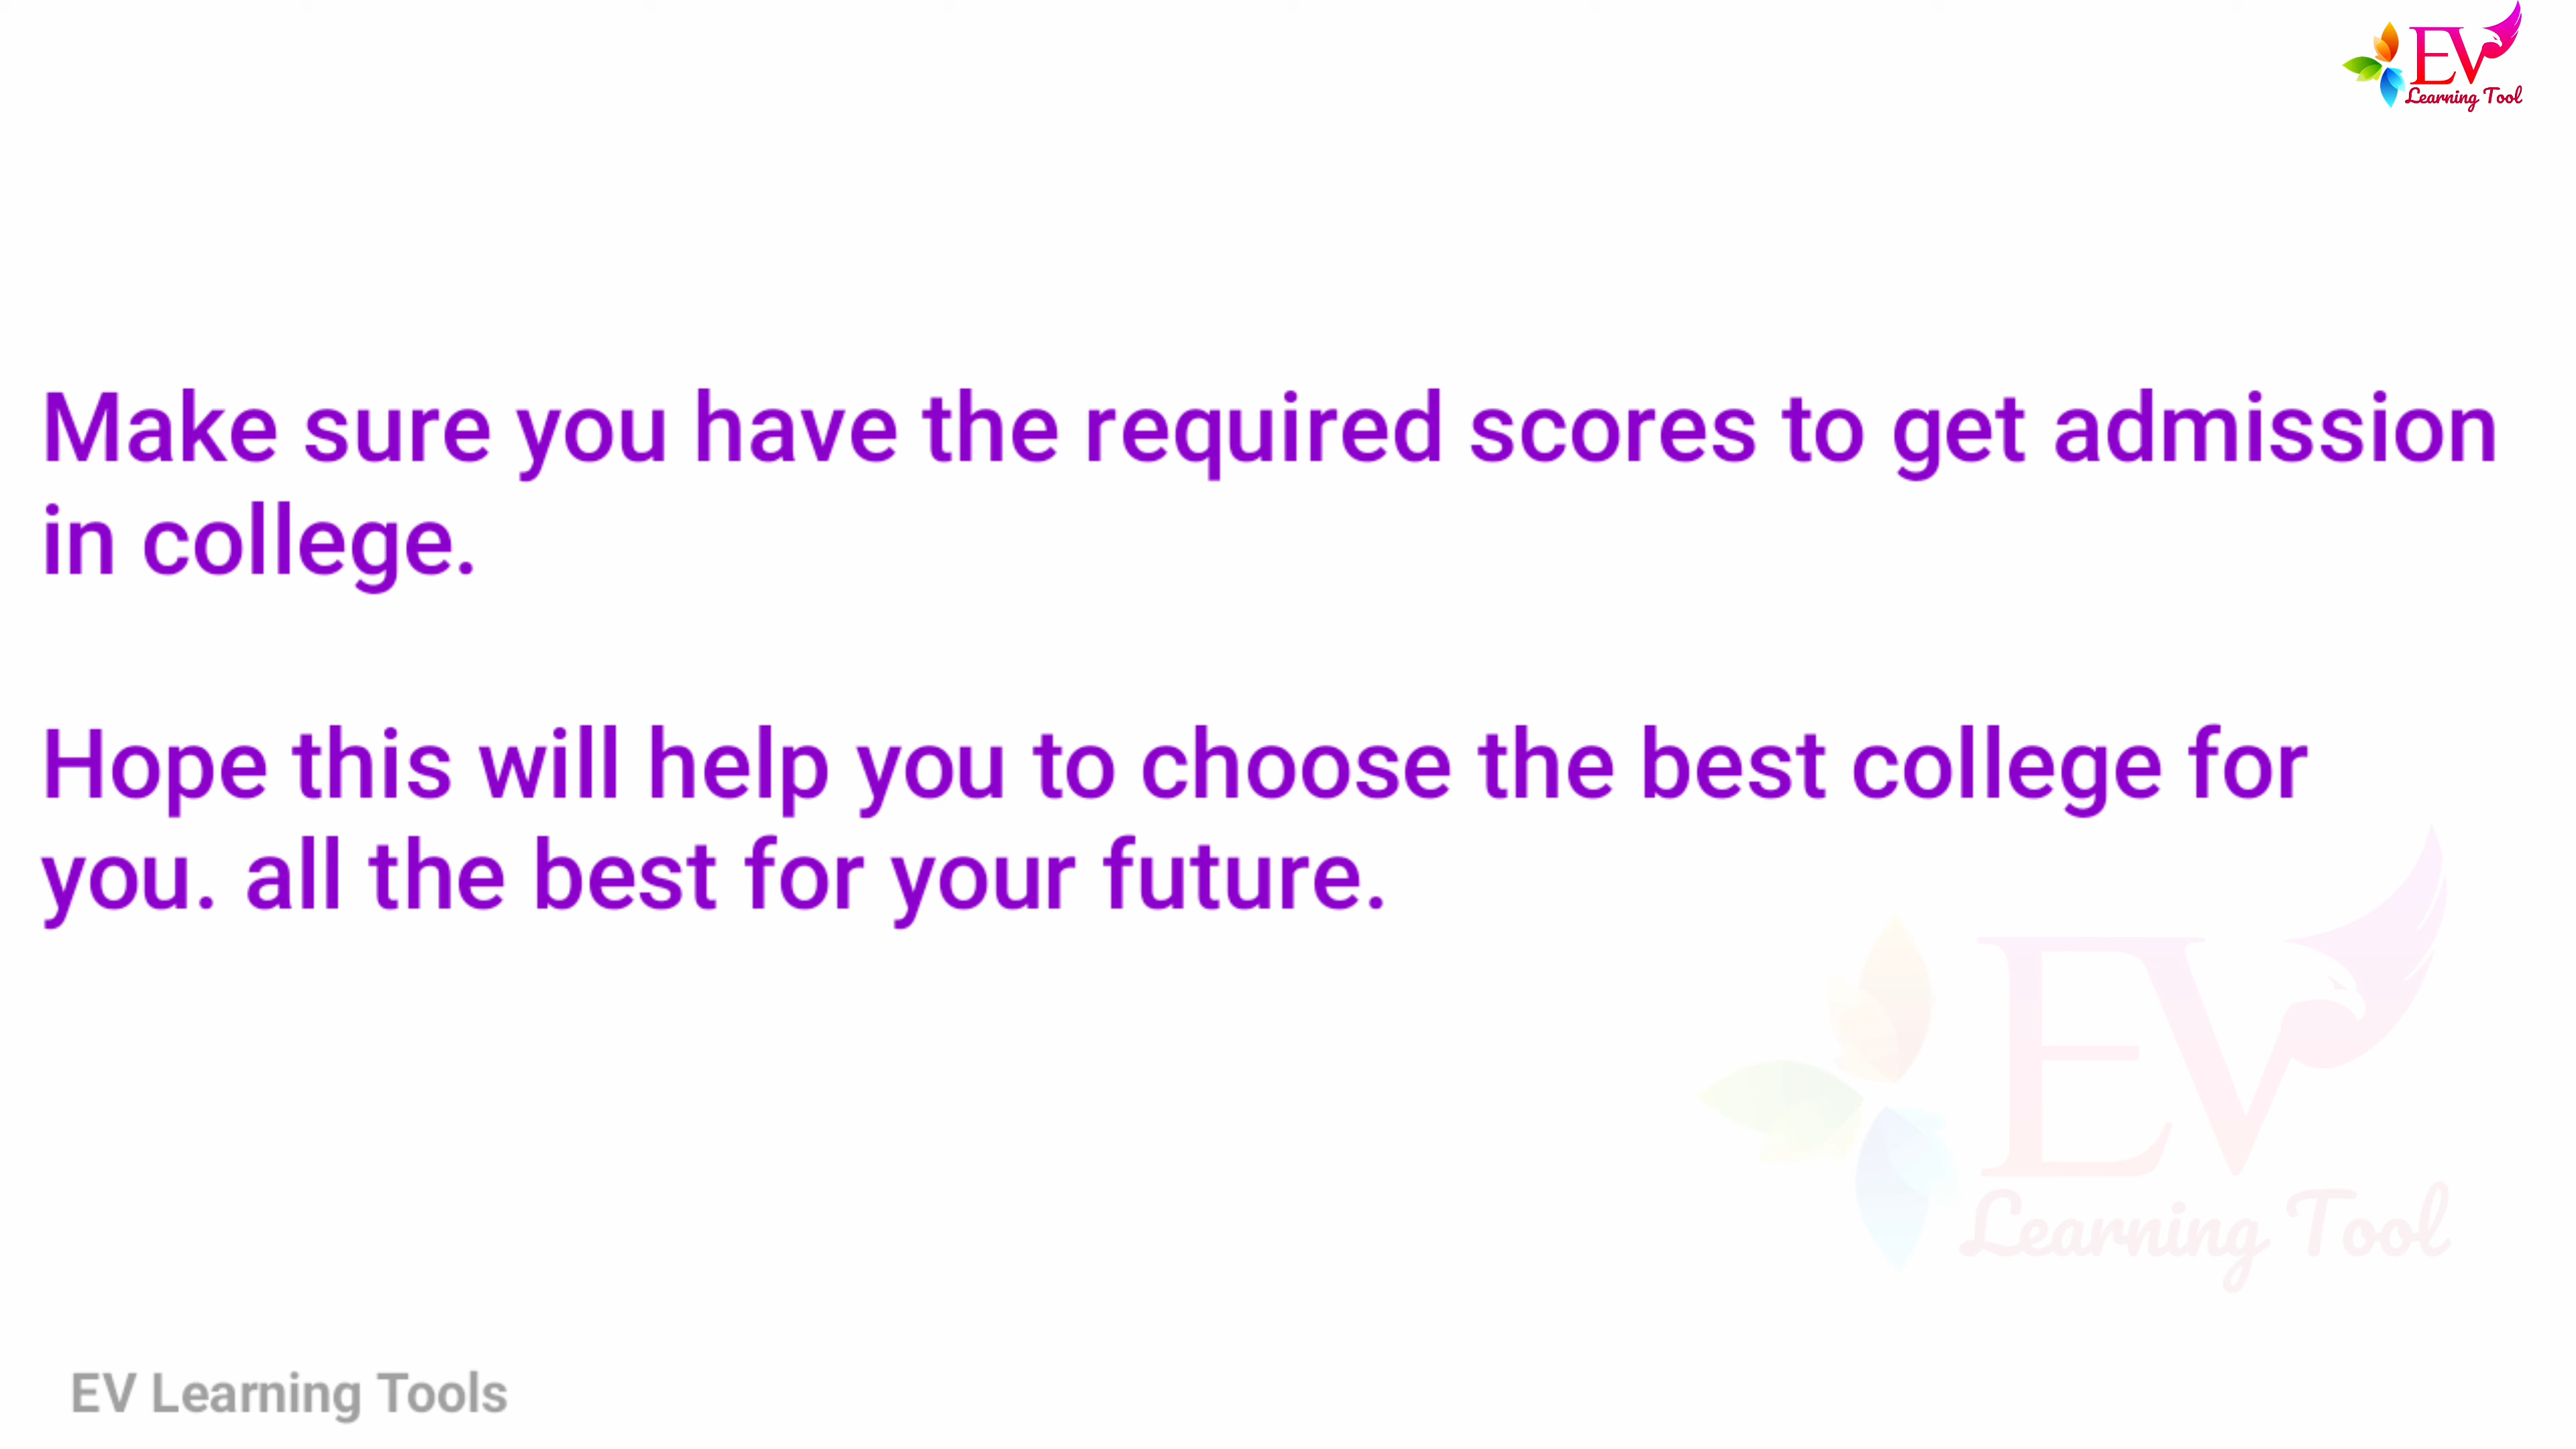 EV
Learning Tool
Make sure you have the required scores to get admission
in college.
Hope this will help you to choose the best college for
you. all the best for your future.
EV
Learning Tool
EV Learning Tools